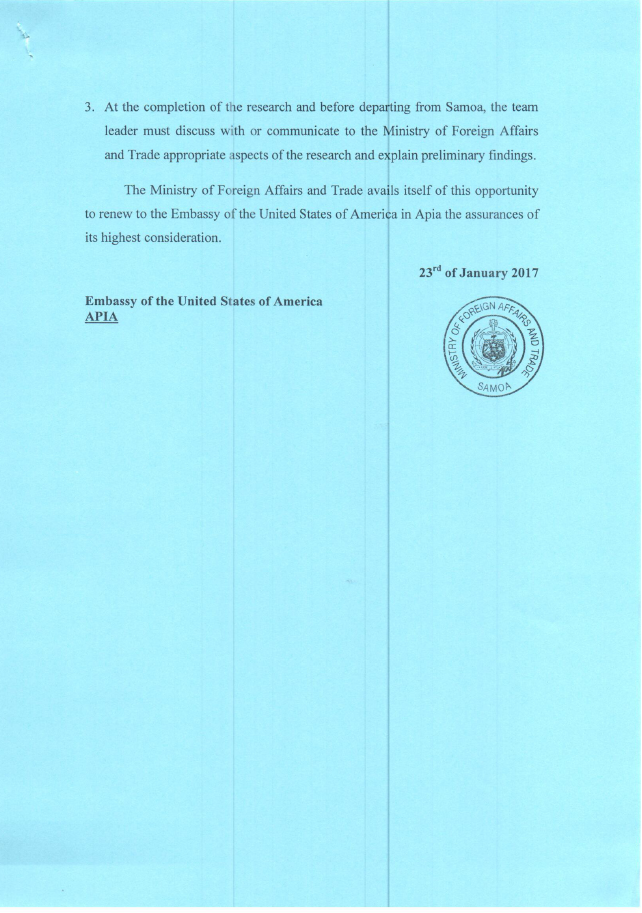 3. At the completion of the research and before departing from Samoa, the team
leader must discuss with or communicate to the Ministry of Foreign Affairs
and Trade appropriate aspects of the research and explain preliminary findings.
The Ministry of Foreign Affairs and Trade avails itself of this opportunity
to renew to the Embassy of the United States of America in Apia the assurances of
its highest consideration.
23rd of January 2017
Embassy of the United States of America
APIA
MINISTRY OF FOREIGN AFFAIRS AND TRADE
SAMOA